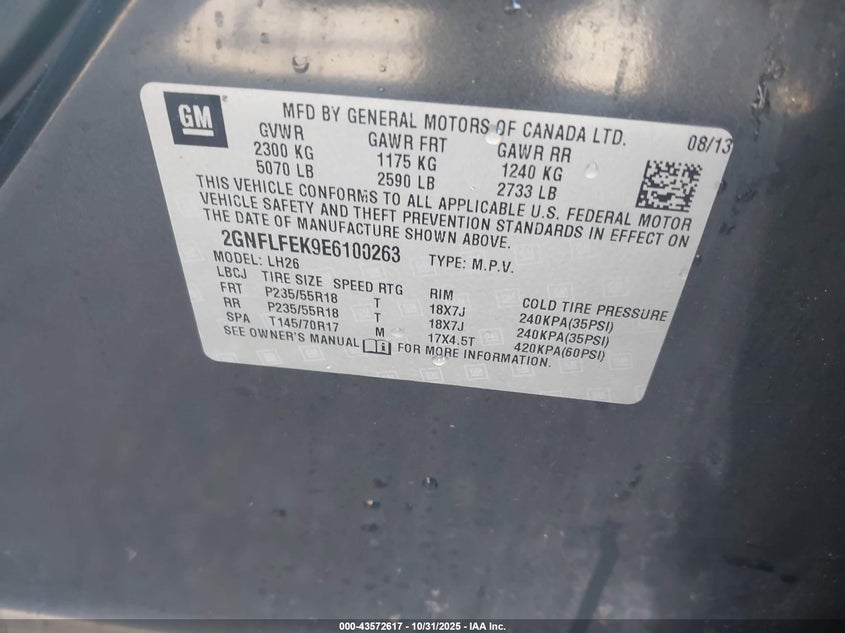 GM
MFD BY GENERAL MOTORS OF CANADA LTD. 08/13
GVWR GAWR FRT GAWR RR
2300 KG 1175 KG 1240 KG
5070 LB 2590 LB 2733 LB
THIS VEHICLE CONFORMS TO ALL APPLICABLE U.S. FEDERAL MOTOR
VEHICLE SAFETY AND THEFT PREVENTION STANDARDS IN EFFECT ON
THE DATE OF MANUFACTURE SHOWN ABOVE.
2GNFLFEK9E6100263 TYPE: M.P.V.
MODEL: LH26
LBCJ TIRE SIZE SPEED RTG RIM COLD TIRE PRESSURE
FRT P235/55R18 T 18X7J 240KPA(35PSI)
RR P235/55R18 T 18X7J 240KPA(35PSI)
SPA T145/70R17 M 17X4.5T 420KPA(60PSI)
SEE OWNER'S MANUAL FOR MORE INFORMATION.
000-43572617 - 10/31/2025 - IAA Inc.